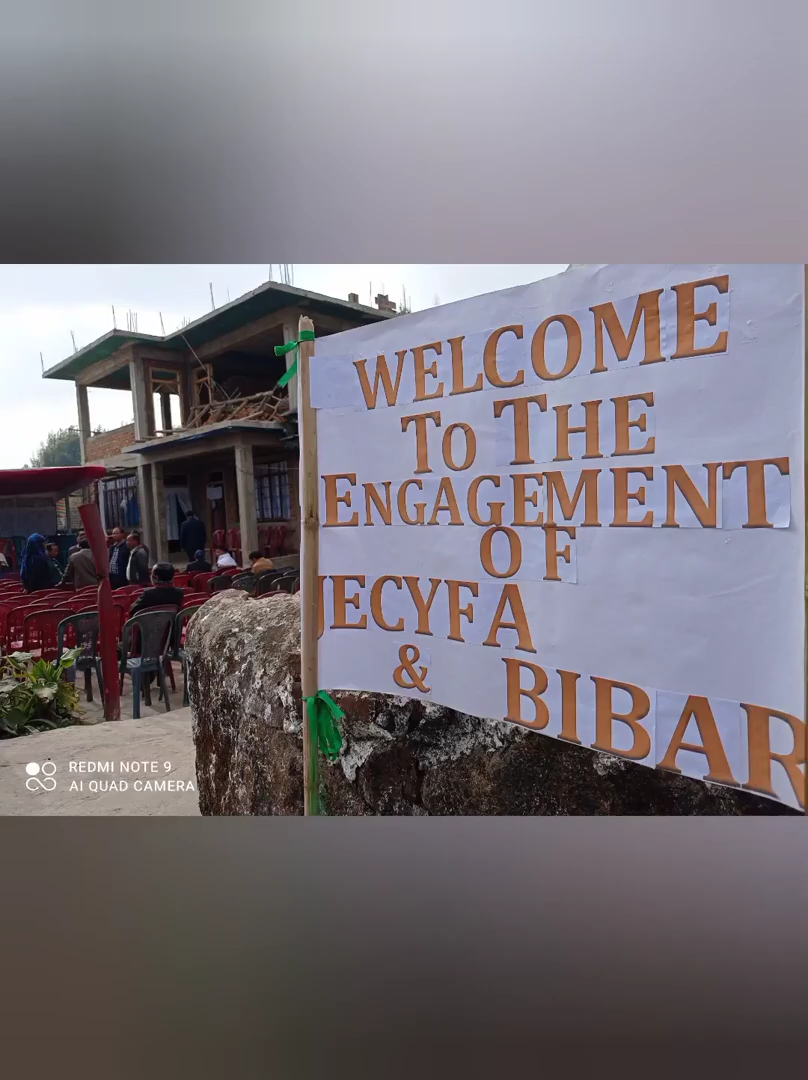 WELCOME
TO THE
ENGAGEMENT
OF
JECYFA
& BIBAR
REDMI NOTE 9
AI QUAD CAMERA